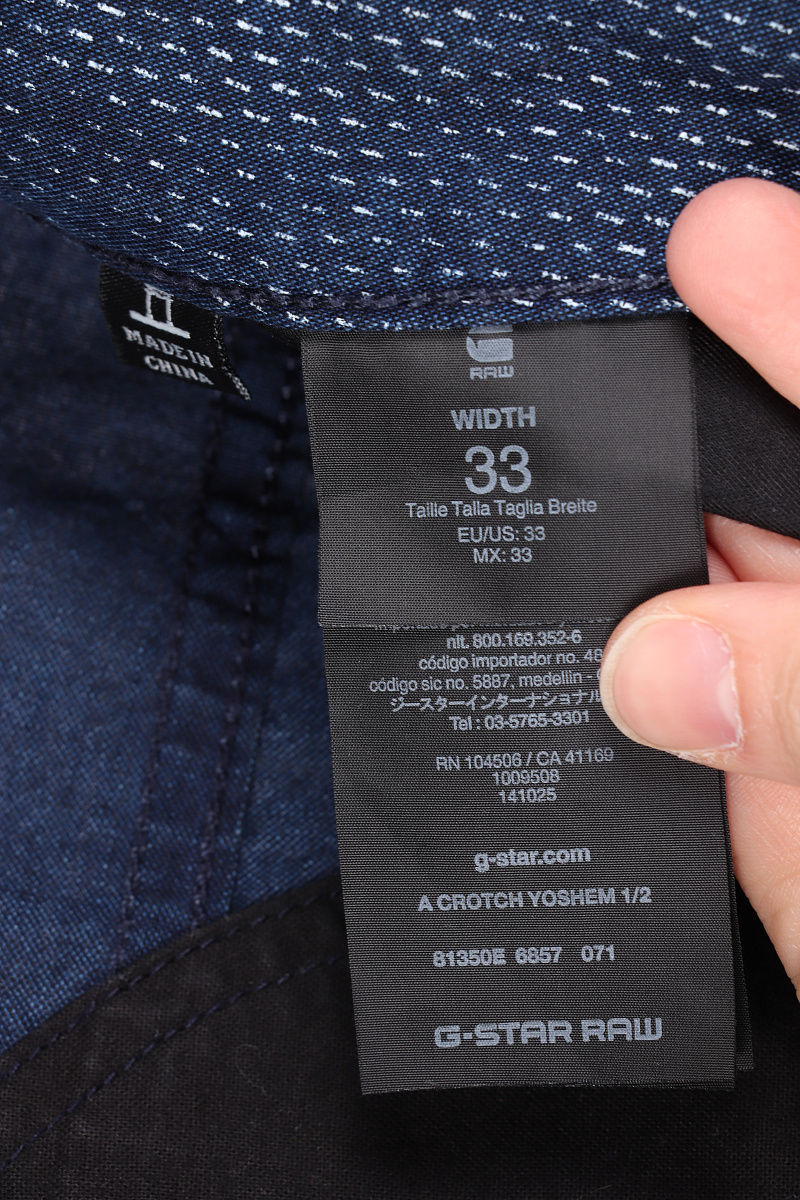 MADE IN
CHINA
RAW
WIDTH
33
Taille Talla Taglia Breite
EU/US: 33
MX: 33
nit. 800.169.352-6
código importador no. 48
código sic no. 5887, medellin -
ジースターインターナショナル
Tel : 03-5765-3301
RN 104506 / CA 41169
1009508
141025
g-star.com
A CROTCH YOSHEM 1/2
81350E 6857 071
G-STAR RAW